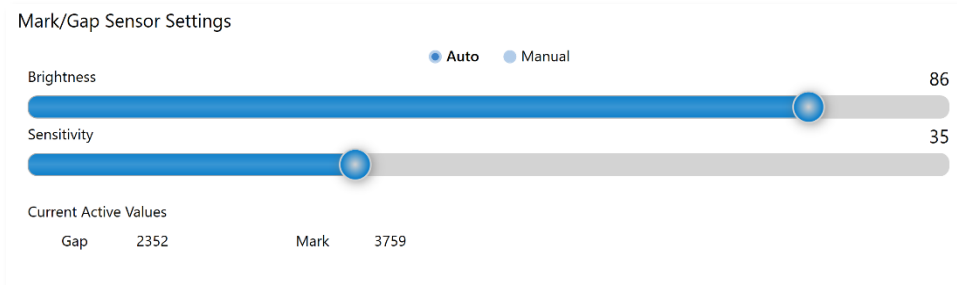 Mark/Gap Sensor Settings
Auto Manual
Brightness 86
Sensitivity 35
Current Active Values
Gap 2352 Mark 3759